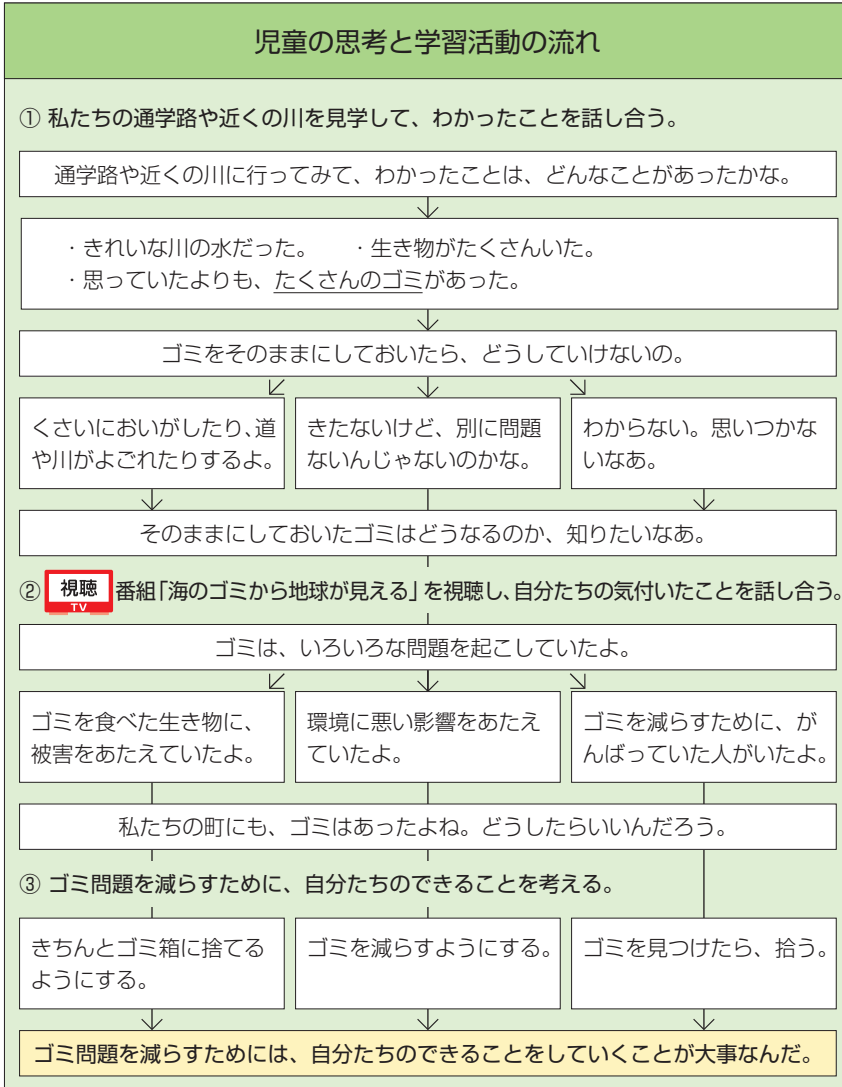 児童の思考と学習活動の流れ
① 私たちの通学路や近くの川を見学して、わかったことを話し合う。
通学路や近くの川に行ってみて、わかったことは、どんなことがあったかな。
・きれいな川の水だった。 ・生き物がたくさんいた。
・思っていたよりも、たくさんのゴミがあった。
ゴミをそのままにしておいたら、どうしていけないの。
くさいにおいがしたり、道
や川がよごれたりするよ。
きたないけど、別に問題
ないんじゃないのかな。
わからない。思いつかな
いなあ。
そのままにしておいたゴミはどうなるのか、知りたいなあ。
② 視聴 TV 番組「海のゴミから地球が見える」を視聴し、自分たちの気付いたことを話し合う。
ゴミは、いろいろな問題を起こしていたよ。
ゴミを食べた生き物に、
被害をあたえていたよ。
環境に悪い影響をあたえ
ていたよ。
ゴミを減らすために、が
んばっていた人がいたよ。
私たちの町にも、ゴミはあったよね。どうしたらいいんだろう。
③ ゴミ問題を減らすために、自分たちのできることを考える。
きちんとゴミ箱に捨てる
ようにする。
ゴミを減らすようにする。
ゴミを見つけたら、拾う。
ゴミ問題を減らすためには、自分たちのできることをしていくことが大事なんだ。